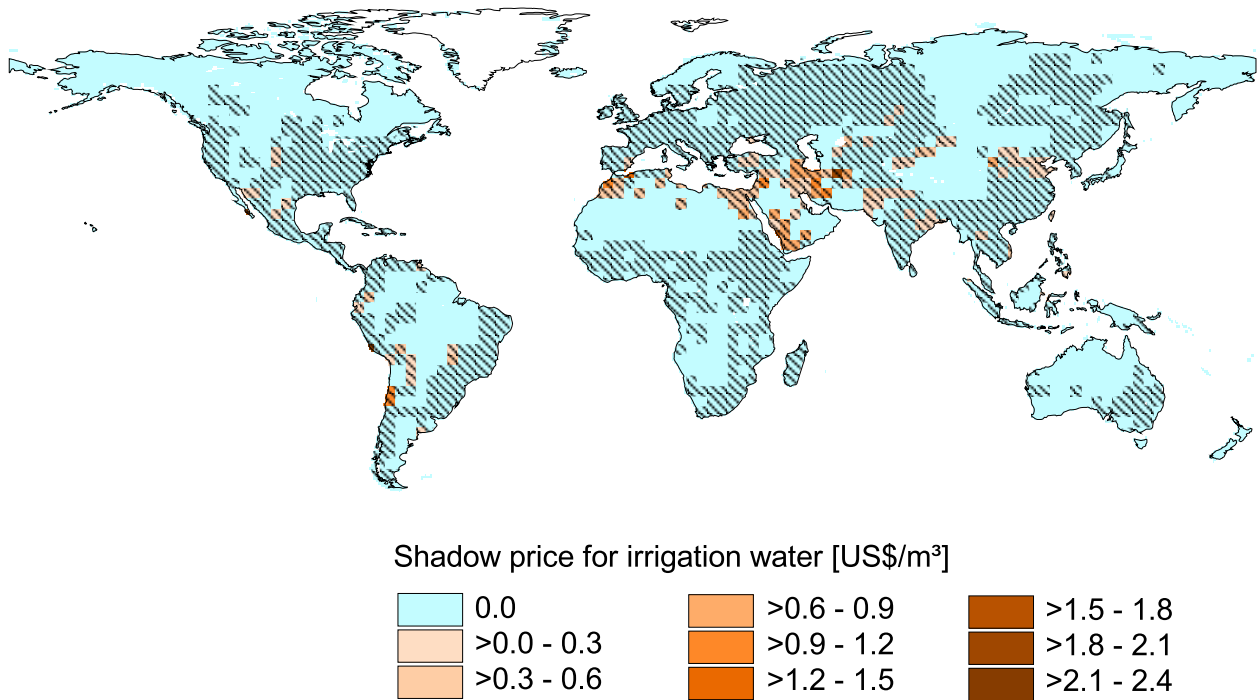 Shadow price for irrigation water [US$/m³]
0.0
>0.0 - 0.3
>0.3 - 0.6
>0.6 - 0.9
>0.9 - 1.2
>1.2 - 1.5
>1.5 - 1.8
>1.8 - 2.1
>2.1 - 2.4